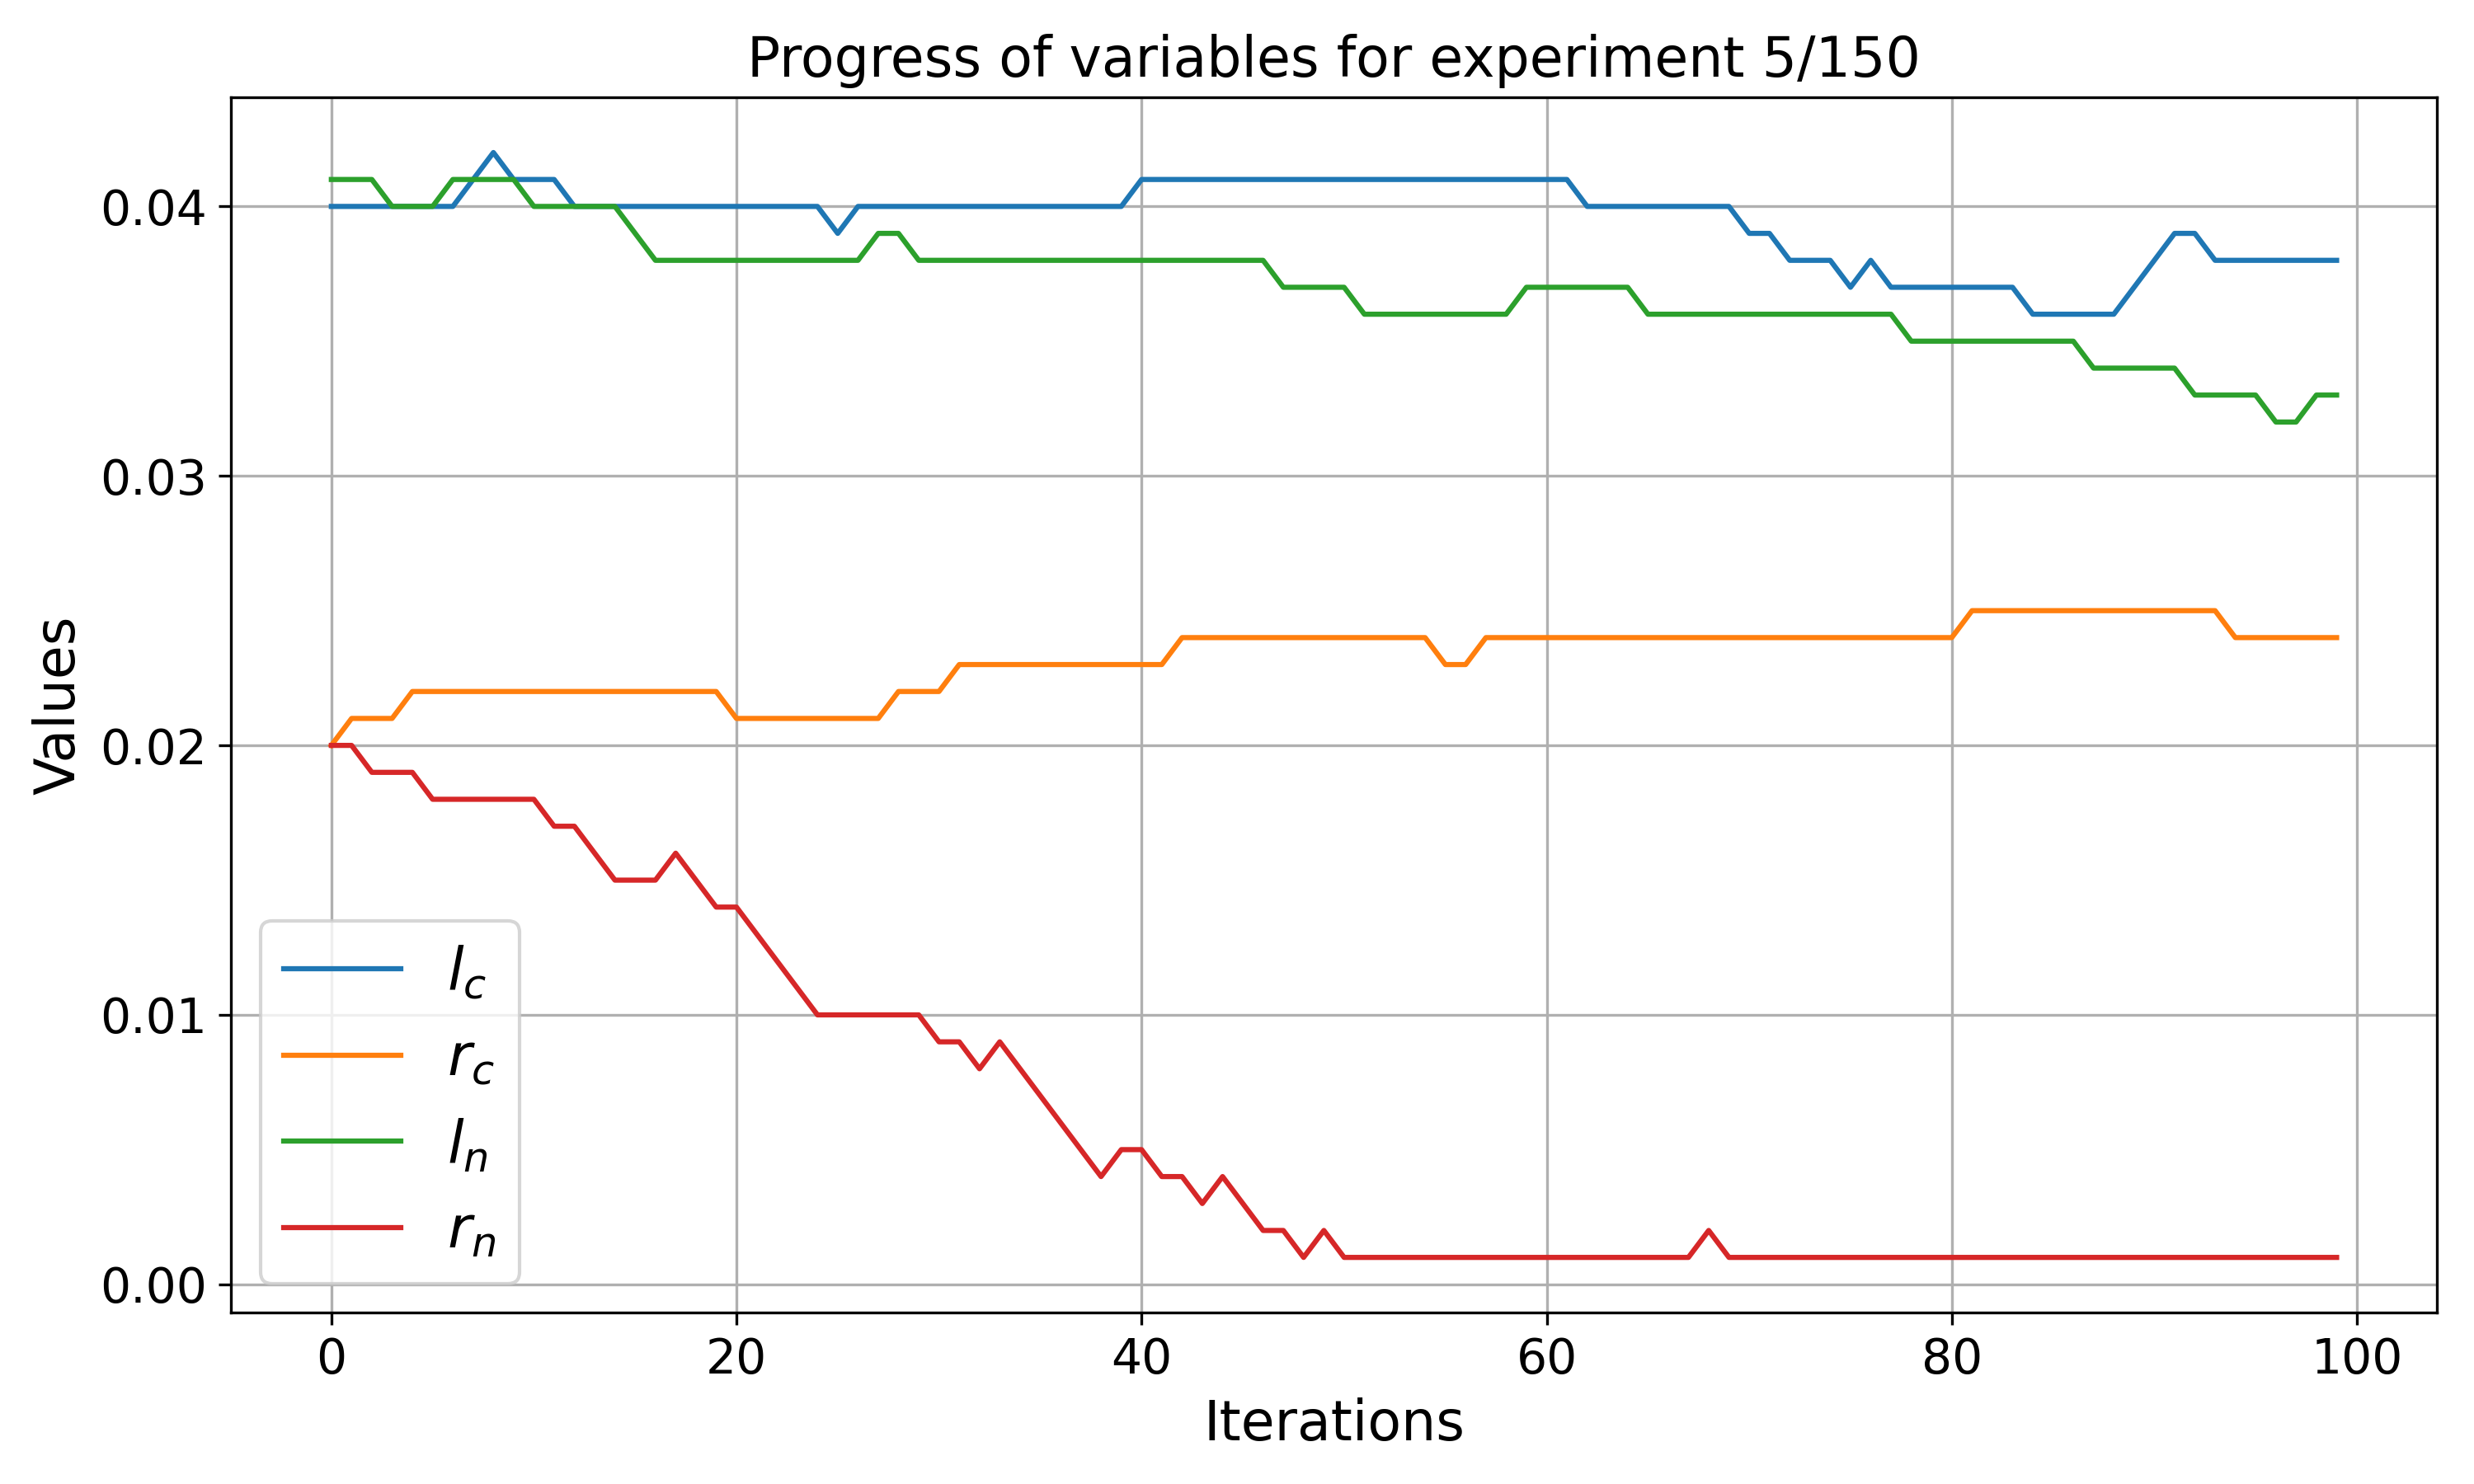 Progress of variables for experiment 5/150
Values
0.04
0.03
0.02
0.01
0.00
l_c
r_c
l_n
r_n
0 20 40 60 80 100
Iterations